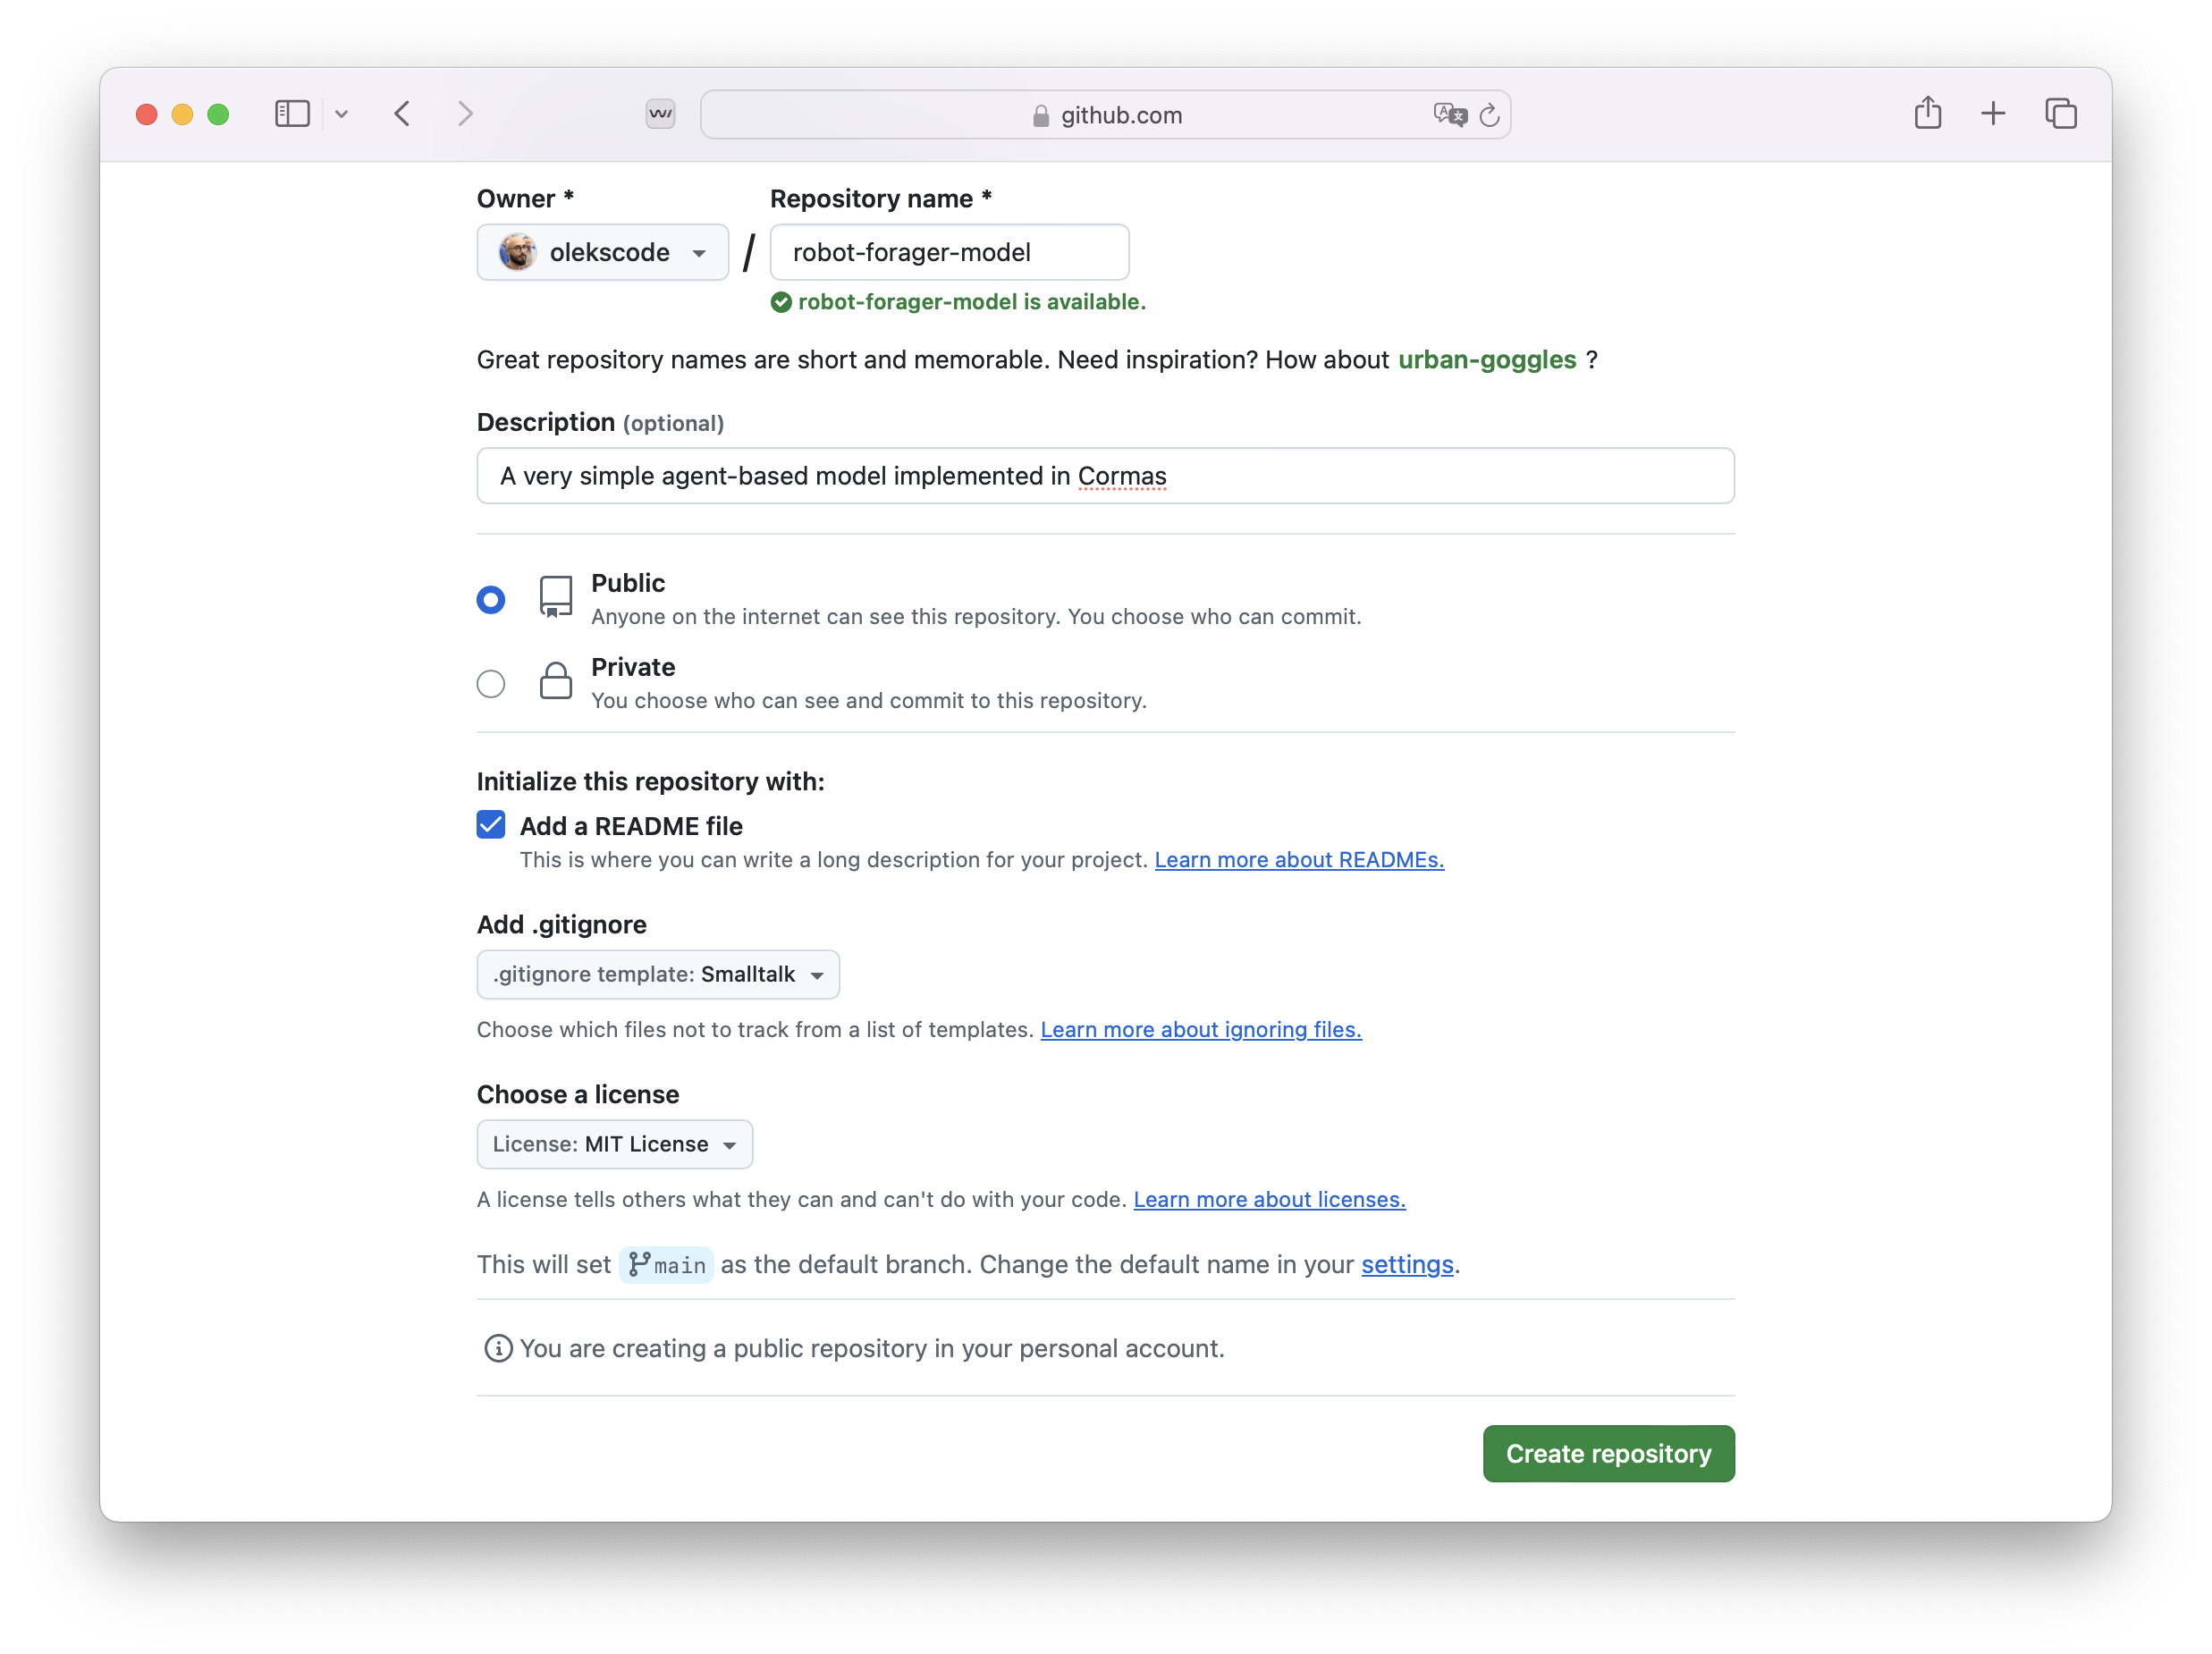 github.com
Owner * Repository name *
olekscode / robot-forager-model
robot-forager-model is available.
Great repository names are short and memorable. Need inspiration? How about urban-goggles ?
Description (optional)
A very simple agent-based model implemented in Cormas
Public
Anyone on the internet can see this repository. You choose who can commit.
Private
You choose who can see and commit to this repository.
Initialize this repository with:
Add a README file
This is where you can write a long description for your project. Learn more about READMEs.
Add .gitignore
.gitignore template: Smalltalk
Choose which files not to track from a list of templates. Learn more about ignoring files.
Choose a license
License: MIT License
A license tells others what they can and can't do with your code. Learn more about licenses.
This will set main as the default branch. Change the default name in your settings.
You are creating a public repository in your personal account.
Create repository